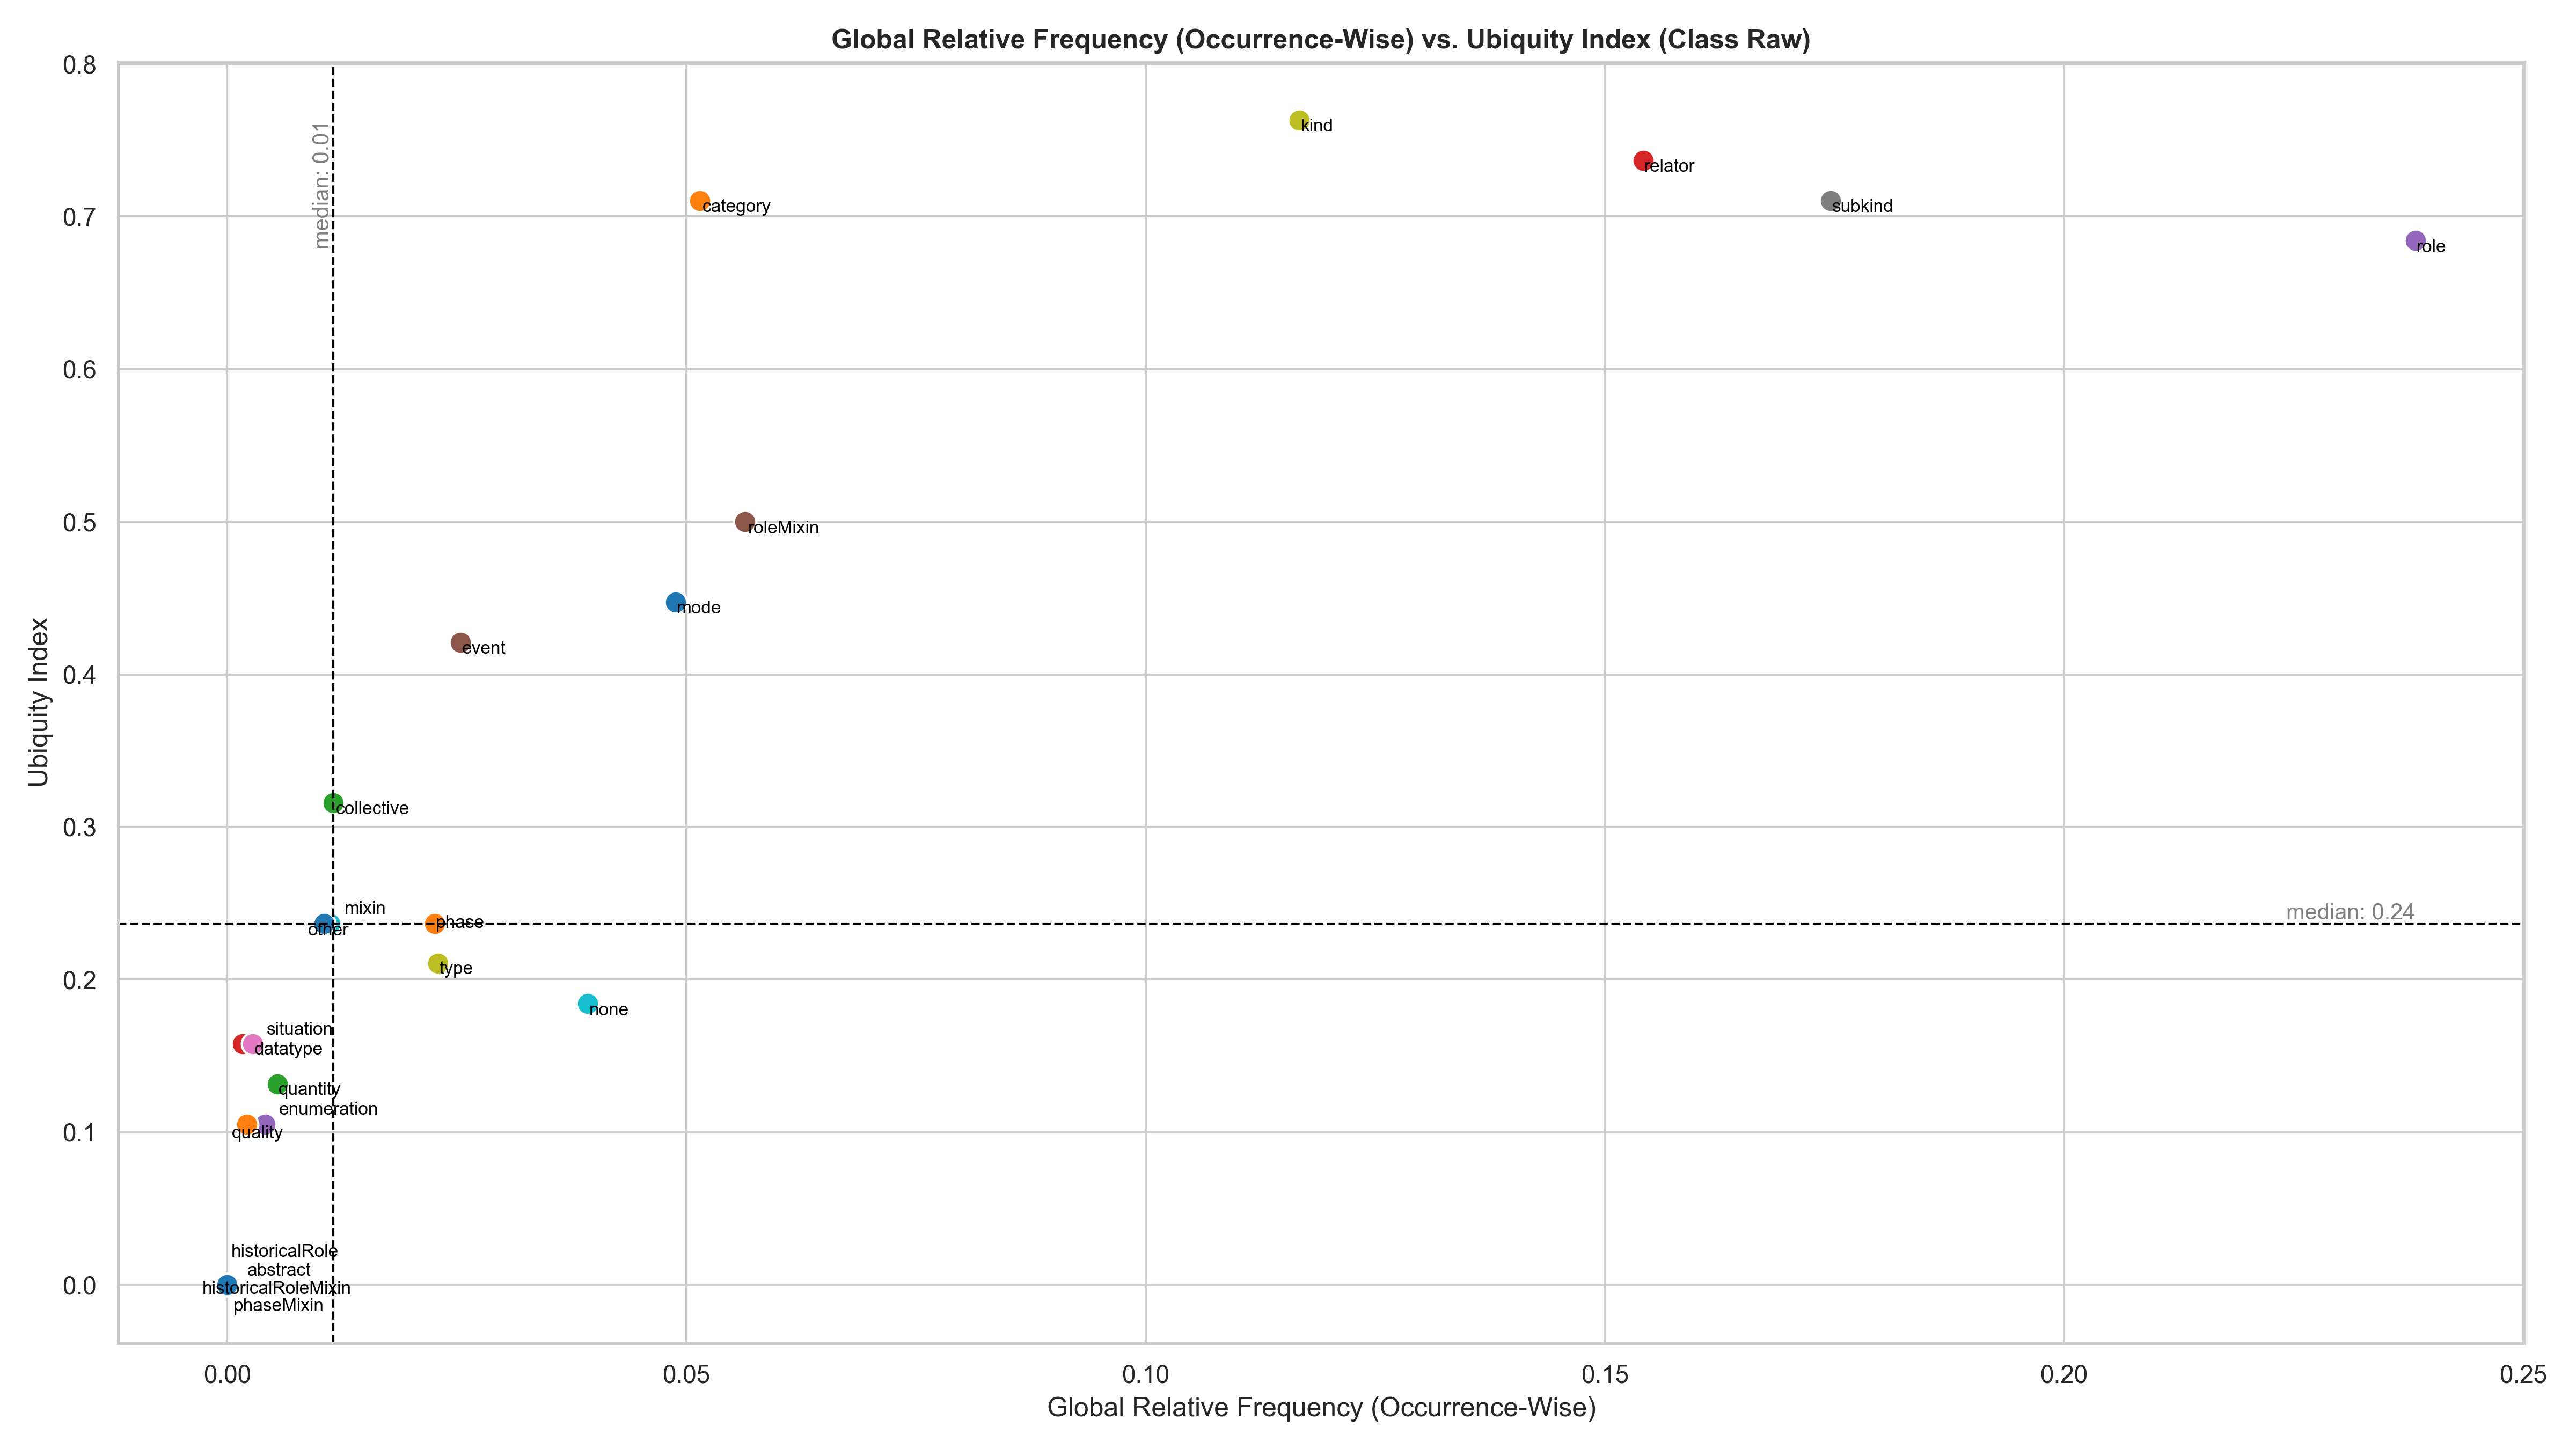 Global Relative Frequency (Occurrence-Wise) vs. Ubiquity Index (Class Raw)
0.8
0.7
0.6
0.5
0.4
0.3
0.2
0.1
0.0
Ubiquity Index
median: 0.01
kind
relator
category
subkind
role
roleMixin
mode
event
collective
mixin
other
phase
median: 0.24
type
none
situation
datatype
quantity
enumeration
quality
historicalRole
abstract
historicalRoleMixin
phaseMixin
0.00
0.05
0.10
0.15
0.20
0.25
Global Relative Frequency (Occurrence-Wise)